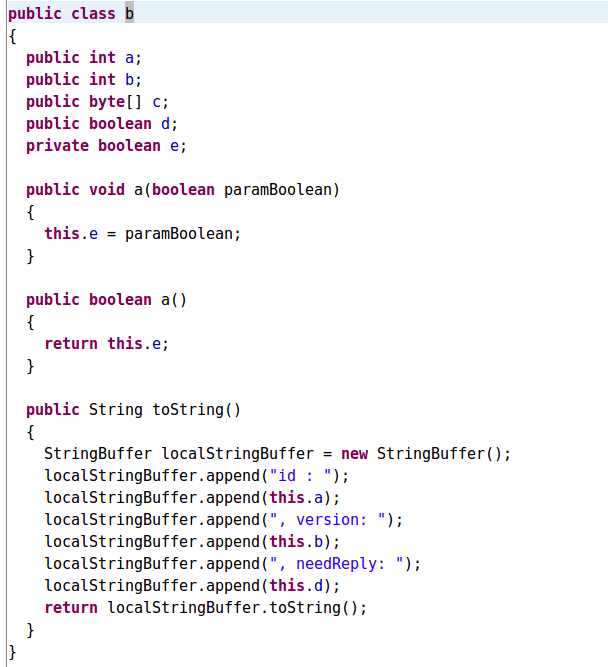 public class b
{
  public int a;
  public int b;
  public byte[] c;
  public boolean d;
  private boolean e;

  public void a(boolean paramBoolean)
  {
    this.e = paramBoolean;
  }

  public boolean a()
  {
    return this.e;
  }

  public String toString()
  {
    StringBuffer localStringBuffer = new StringBuffer();
    localStringBuffer.append("id : ");
    localStringBuffer.append(this.a);
    localStringBuffer.append(", version: ");
    localStringBuffer.append(this.b);
    localStringBuffer.append(", needReply: ");
    localStringBuffer.append(this.d);
    return localStringBuffer.toString();
  }
}